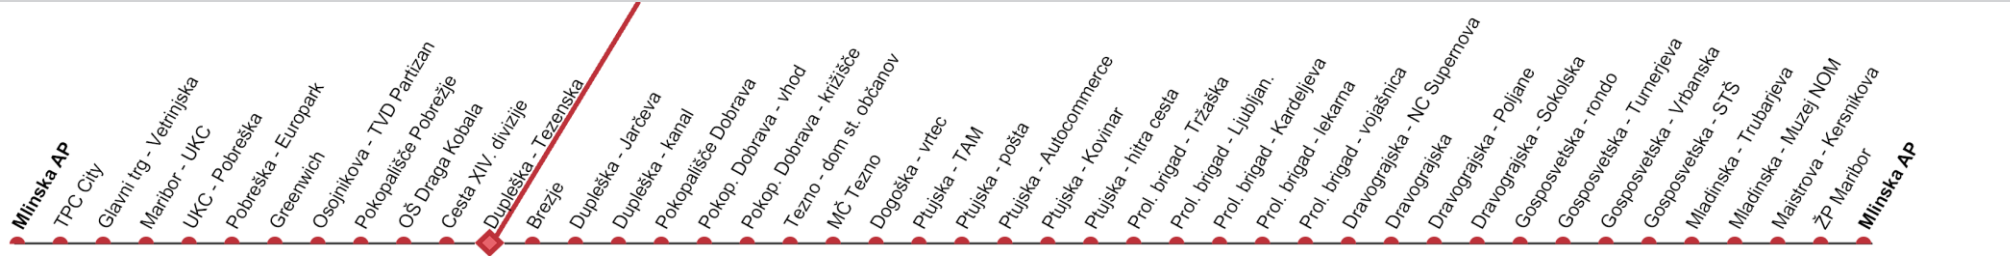 Mlinska AP
TPC City
Glavni trg - Vetrinjska
Maribor - UKC
UKC - Pobreška
Pobreška - Europark
Greenwich
Osojnikova - TVD Partizan
Pokopališče Pobrežje
OŠ Draga Kobala
Cesta XIV. divizije
Dupleška - Tezenska
Brezje
Dupleška - Jarčeva
Dupleška - kanal
Pokopališče Dobrava
Pokop. Dobrava - vhod
Pokop. Dobrava - križišče
Tezno - dom st. občanov
MČ Tezno
Dogoška - vrtec
Ptujska - TAM
Ptujska - pošta
Ptujska - Autocommerce
Ptujska - Kovinar
Ptujska - hitra cesta
Prol. brigad - Tržaška
Prol. brigad - Ljubljan.
Prol. brigad - Kardeljeva
Prol. brigad - lekarna
Prol. brigad - vojašnica
Dravograjska - NC Supernova
Dravograjska
Dravograjska - Poljane
Dravograjska - Sokolska
Gosposvetska - rondo
Gosposvetska - Turnerjeva
Gosposvetska - Vrbanska
Gosposvetska - STŠ
Mladinska - Trubarjeva
Mladinska - Muzej NOM
Maistrova - Kersnikova
ŽP Maribor
Mlinska AP